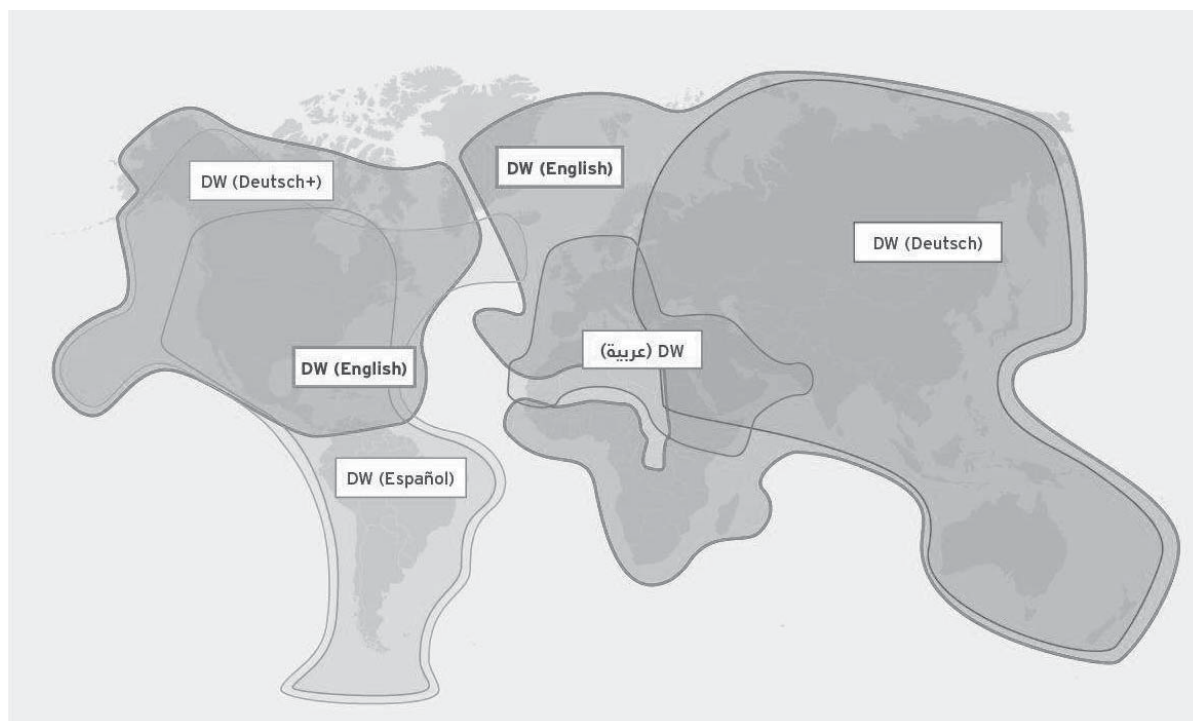 DW (English)
DW (Deutsch+)
DW (Deutsch)
DW (عربية)
DW (English)
DW (Español)